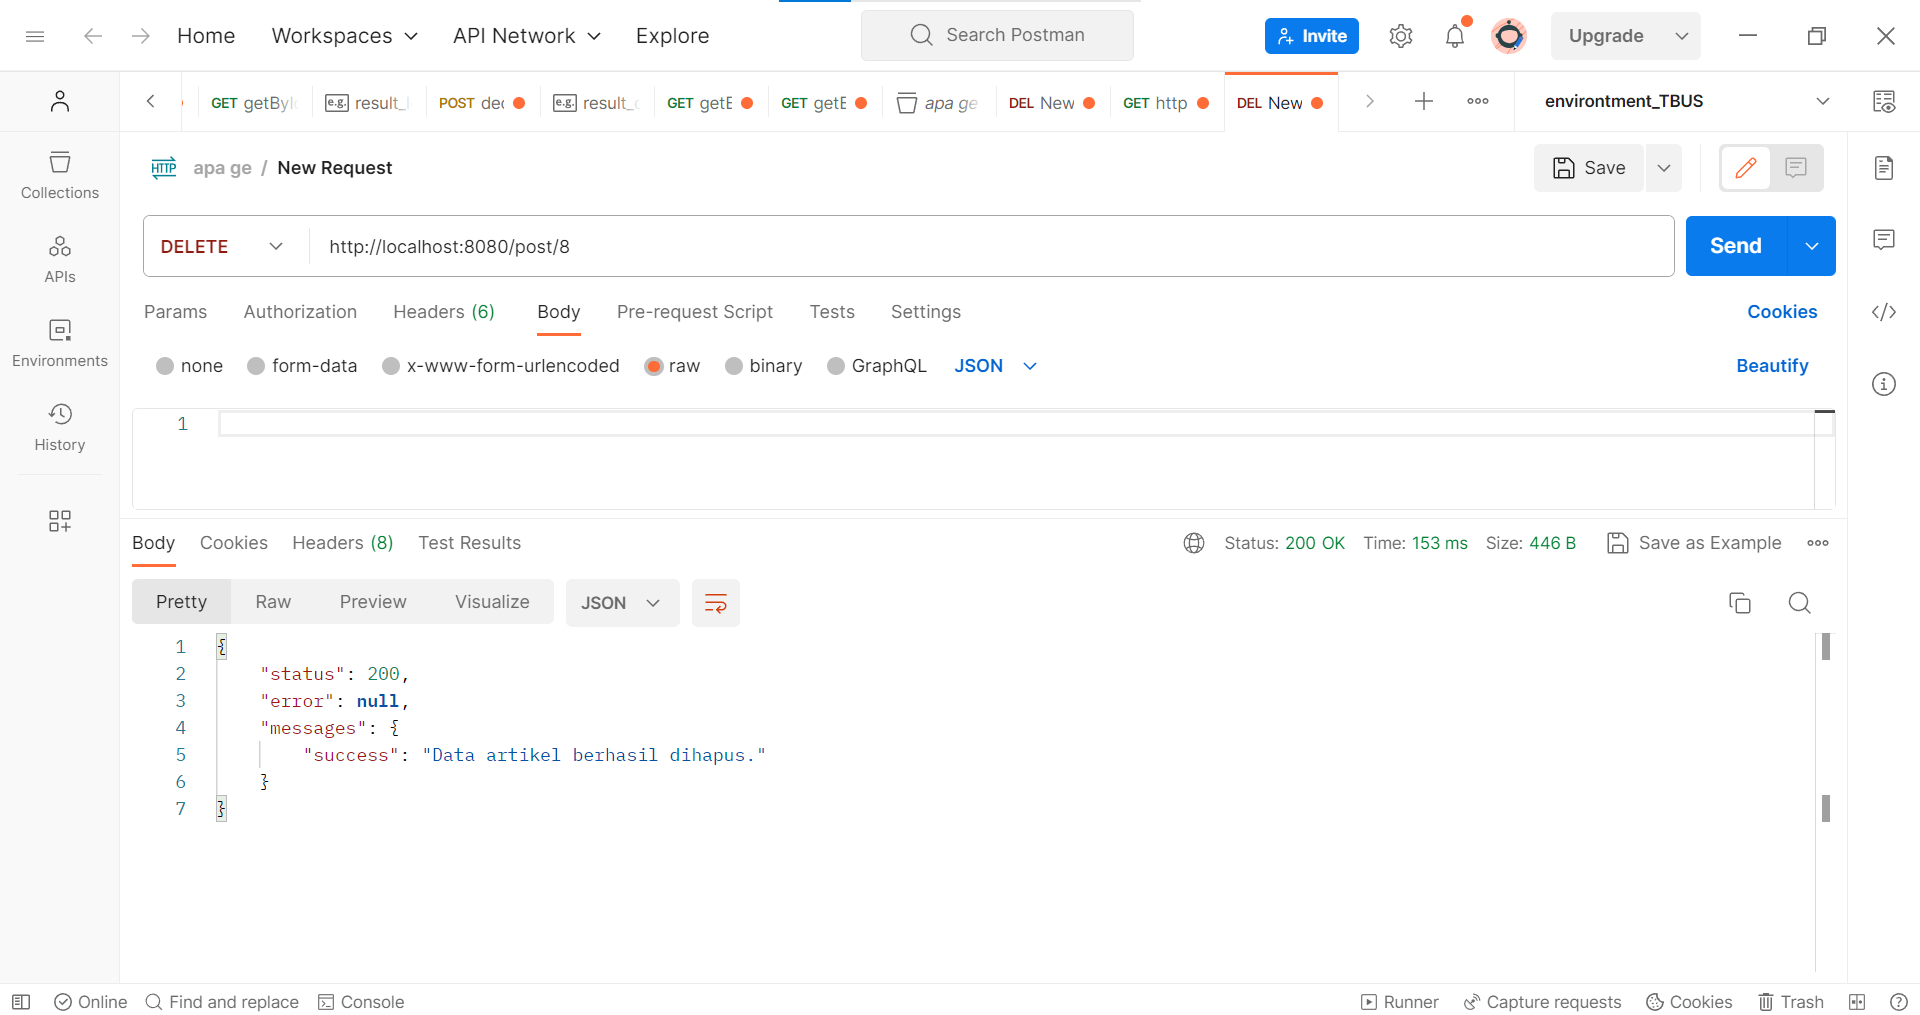 Home Workspaces API Network Explore Search Postman Invite Upgrade
GET getByI e.g. result_ POST dec e.g. result_ GET getE GET getE apa ge DEL New GET http DEL New environtment_TBUS
HTTP apa ge / New Request Save
Collections
DELETE http://localhost:8080/post/8 Send
APIs
Params Authorization Headers (6) Body Pre-request Script Tests Settings Cookies
Environments
none form-data x-www-form-urlencoded raw binary GraphQL JSON Beautify
History
1
Body Cookies Headers (8) Test Results Status: 200 OK Time: 153 ms Size: 446 B Save as Example
Pretty Raw Preview Visualize JSON
1 {
2 "status": 200,
3 "error": null,
4 "messages": {
5 "success": "Data artikel berhasil dihapus."
6 }
7 }
Online Find and replace Console Runner Capture requests Cookies Trash